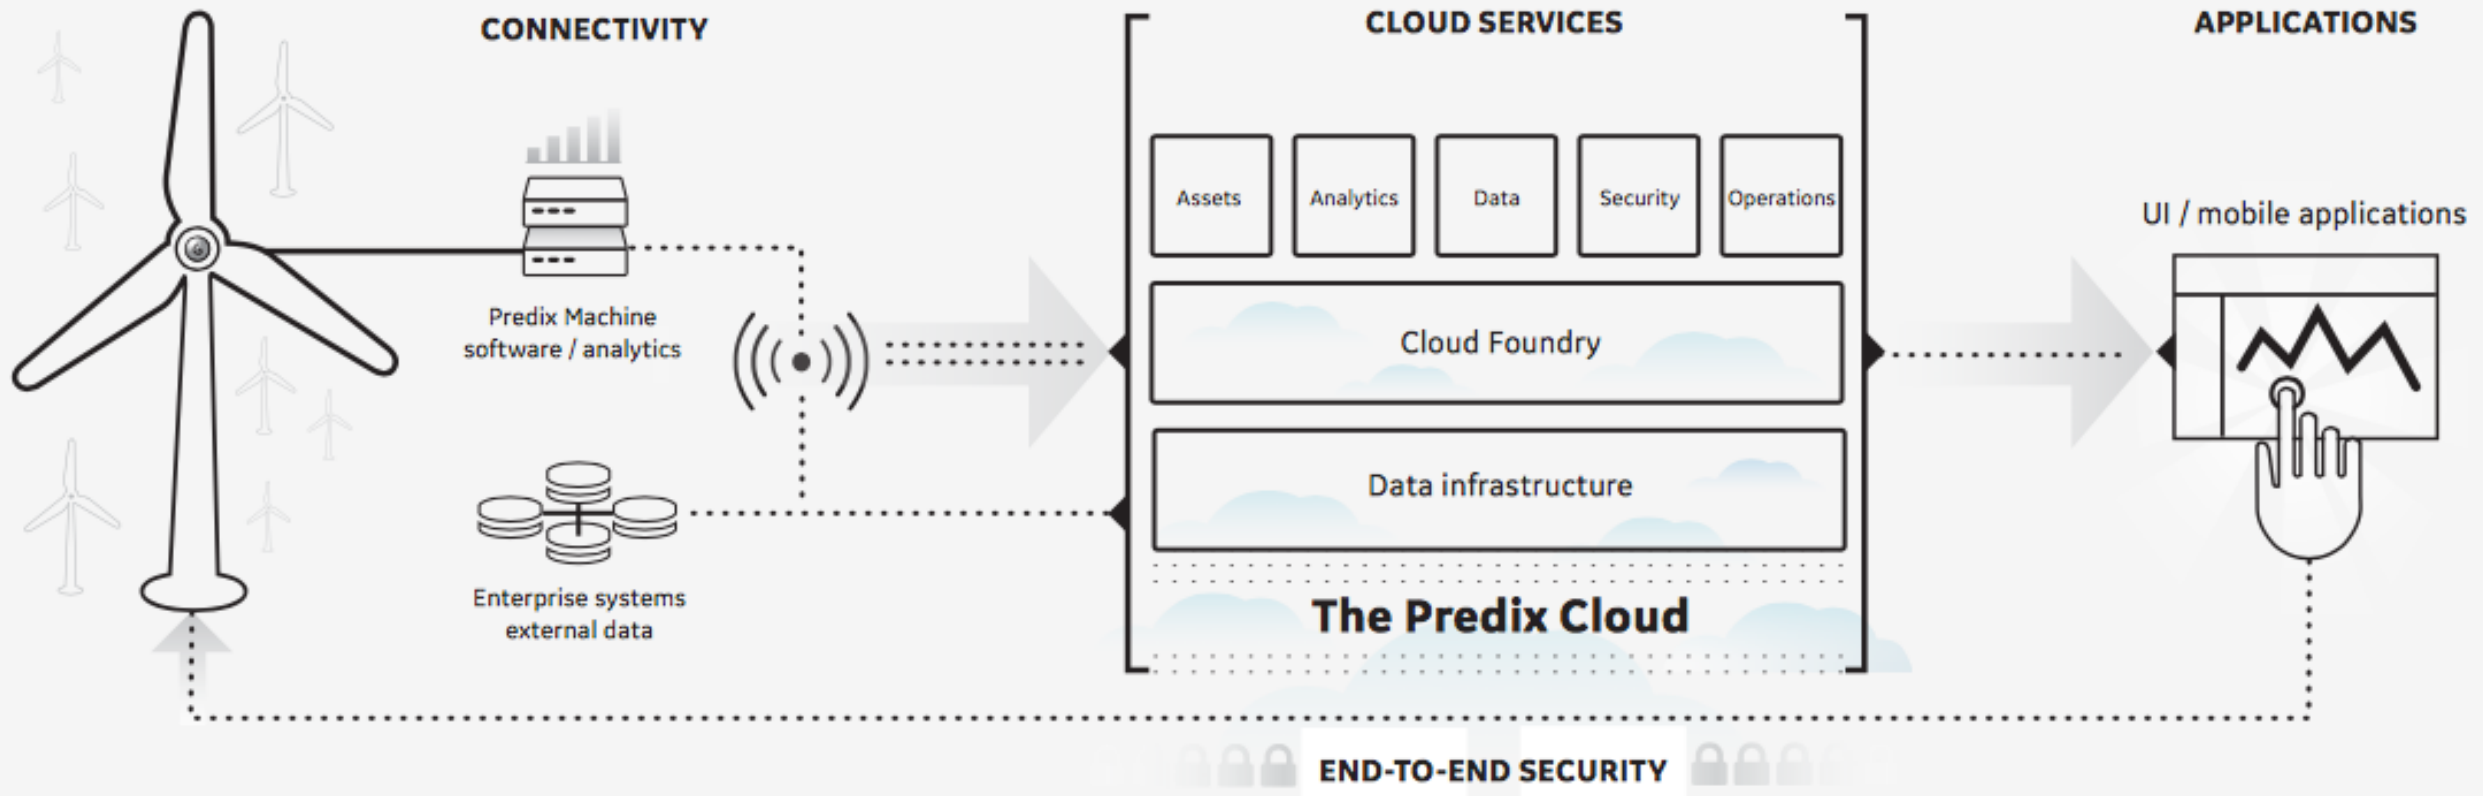 CONNECTIVITY
CLOUD SERVICES
APPLICATIONS
Assets
Analytics
Data
Security
Operations
UI / mobile applications
Predix Machine
software / analytics
Cloud Foundry
Data infrastructure
Enterprise systems
external data
The Predix Cloud
END-TO-END SECURITY